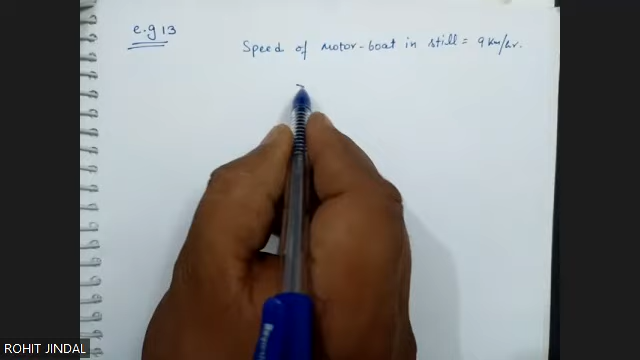 e.g 13
Speed of motor-boat in still = 9 Km/hr.
ROHIT JINDAL